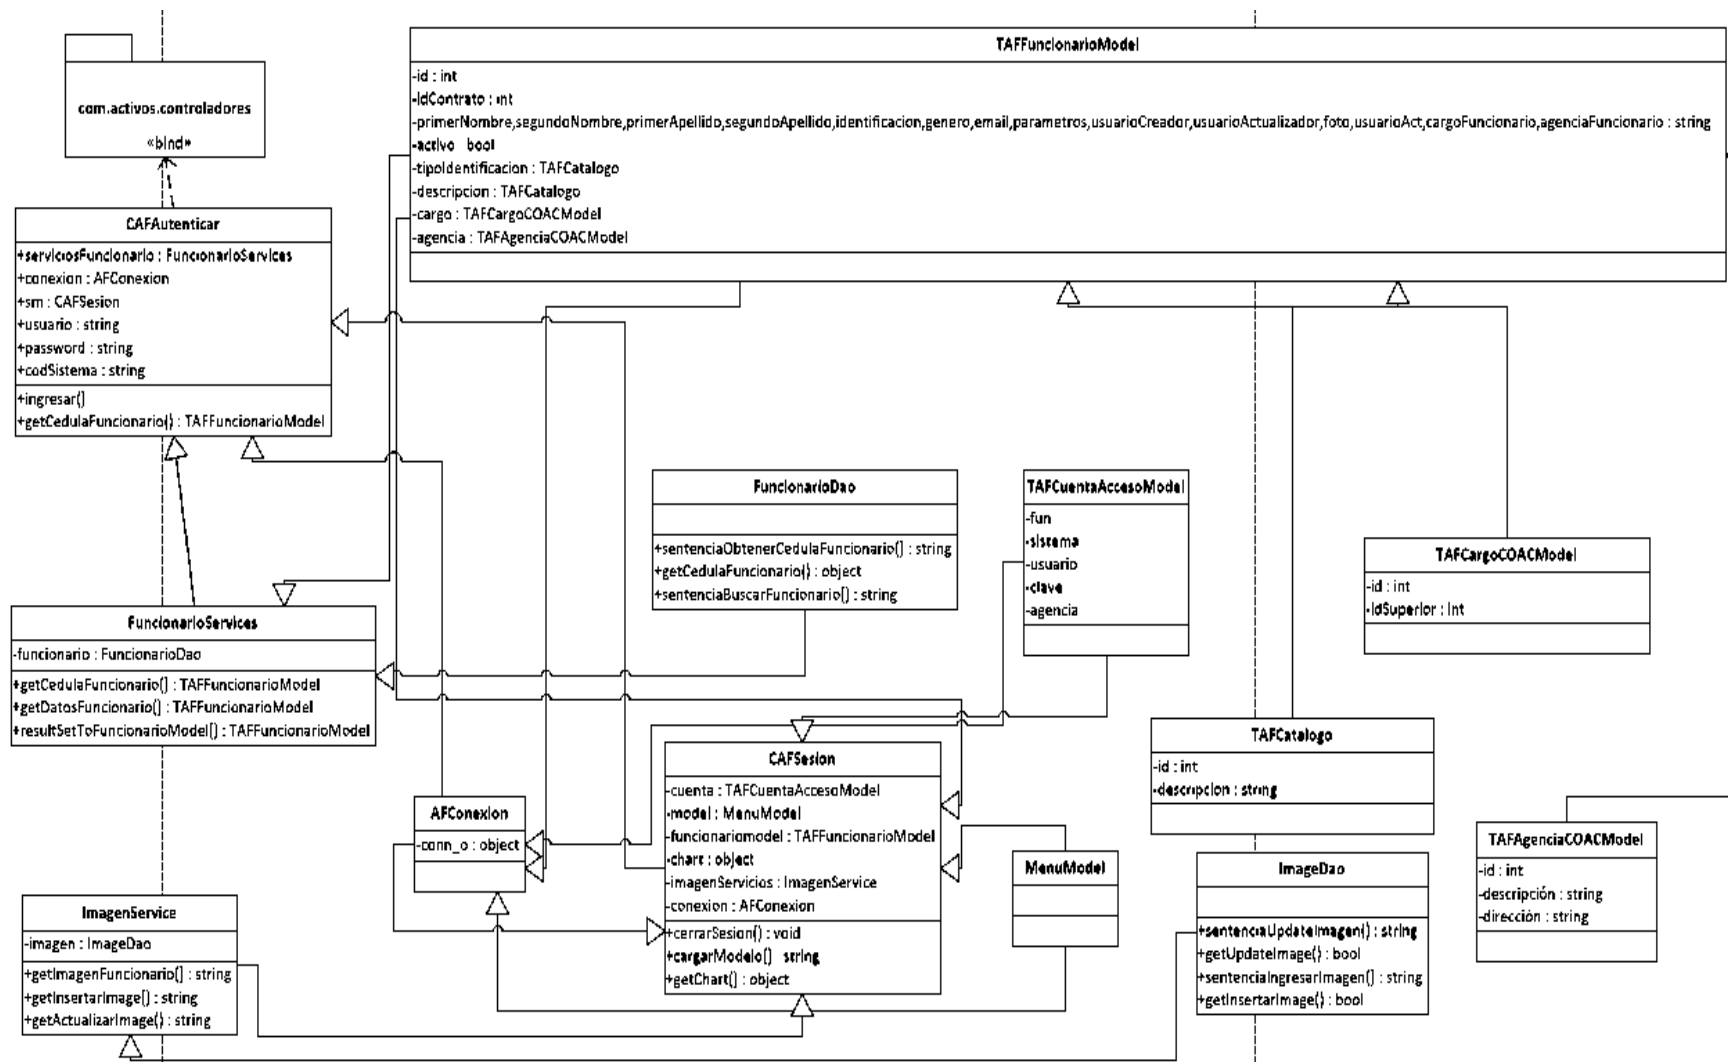 com.activos.controladores
«bind»
TAFFuncionarioModel
-id : int
-idContrato : int
-primerNombre,segundoNombre,primerApellido,segundoApellido,identificacion,genero,email,parametros,usuarioCreador,usuarioActualizador,foto,usuarioAct,cargoFuncionario,agenciaFuncionario : string
-activo : bool
-tipoIdentificacion : TAFCatalogo
-descripcion : TAFCatalogo
-cargo : TAFCargoCOACModel
-agencia : TAFAgenciaCOACModel
CAFAutenticar
+serviciosFuncionario : FuncionarioServices
+conexion : AFConexion
+sm : CAFSesion
+usuario : string
+password : string
+codSistema : string
+ingresar()
+getCedulaFuncionario() : TAFFuncionarioModel
FuncionarioDao
+sentenciaObtenerCedulaFuncionario() : string
+getCedulaFuncionario() : object
+sentenciaBuscarFuncionario() : string
TAFCuentaAccesoModel
-fun
-sistema
-usuario
-clave
-agencia
TAFCargoCOACModel
-id : int
-idSuperior : int
FuncionarioServices
-funcionario : FuncionarioDao
+getCedulaFuncionario() : TAFFuncionarioModel
+getDatosFuncionario() : TAFFuncionarioModel
+resultSetToFuncionarioModel() : TAFFuncionarioModel
TAFCatalogo
-id : int
-descripcion : string
CAFSesion
-cuenta : TAFCuentaAccesoModel
-model : MenuModel
-funcionariomodel : TAFFuncionarioModel
-chart : object
-imagenServicios : ImagenService
-conexion : AFConexion
+cerrarSesion() : void
+cargarModelo() : string
+getChart() : object
AFConexion
-conn_o : object
MenuModel
TAFAgenciaCOACModel
-id : int
-descripción : string
-dirección : string
ImageDao
+sentenciaUpdateImagen() : string
+getUpdateImage() : bool
+sentenciaIngresarImagen() : string
+getInsertarImage() : bool
ImagenService
-imagen : ImageDao
+getImagenFuncionario() : string
+getInsertarImage() : string
+getActualizarImage() : string